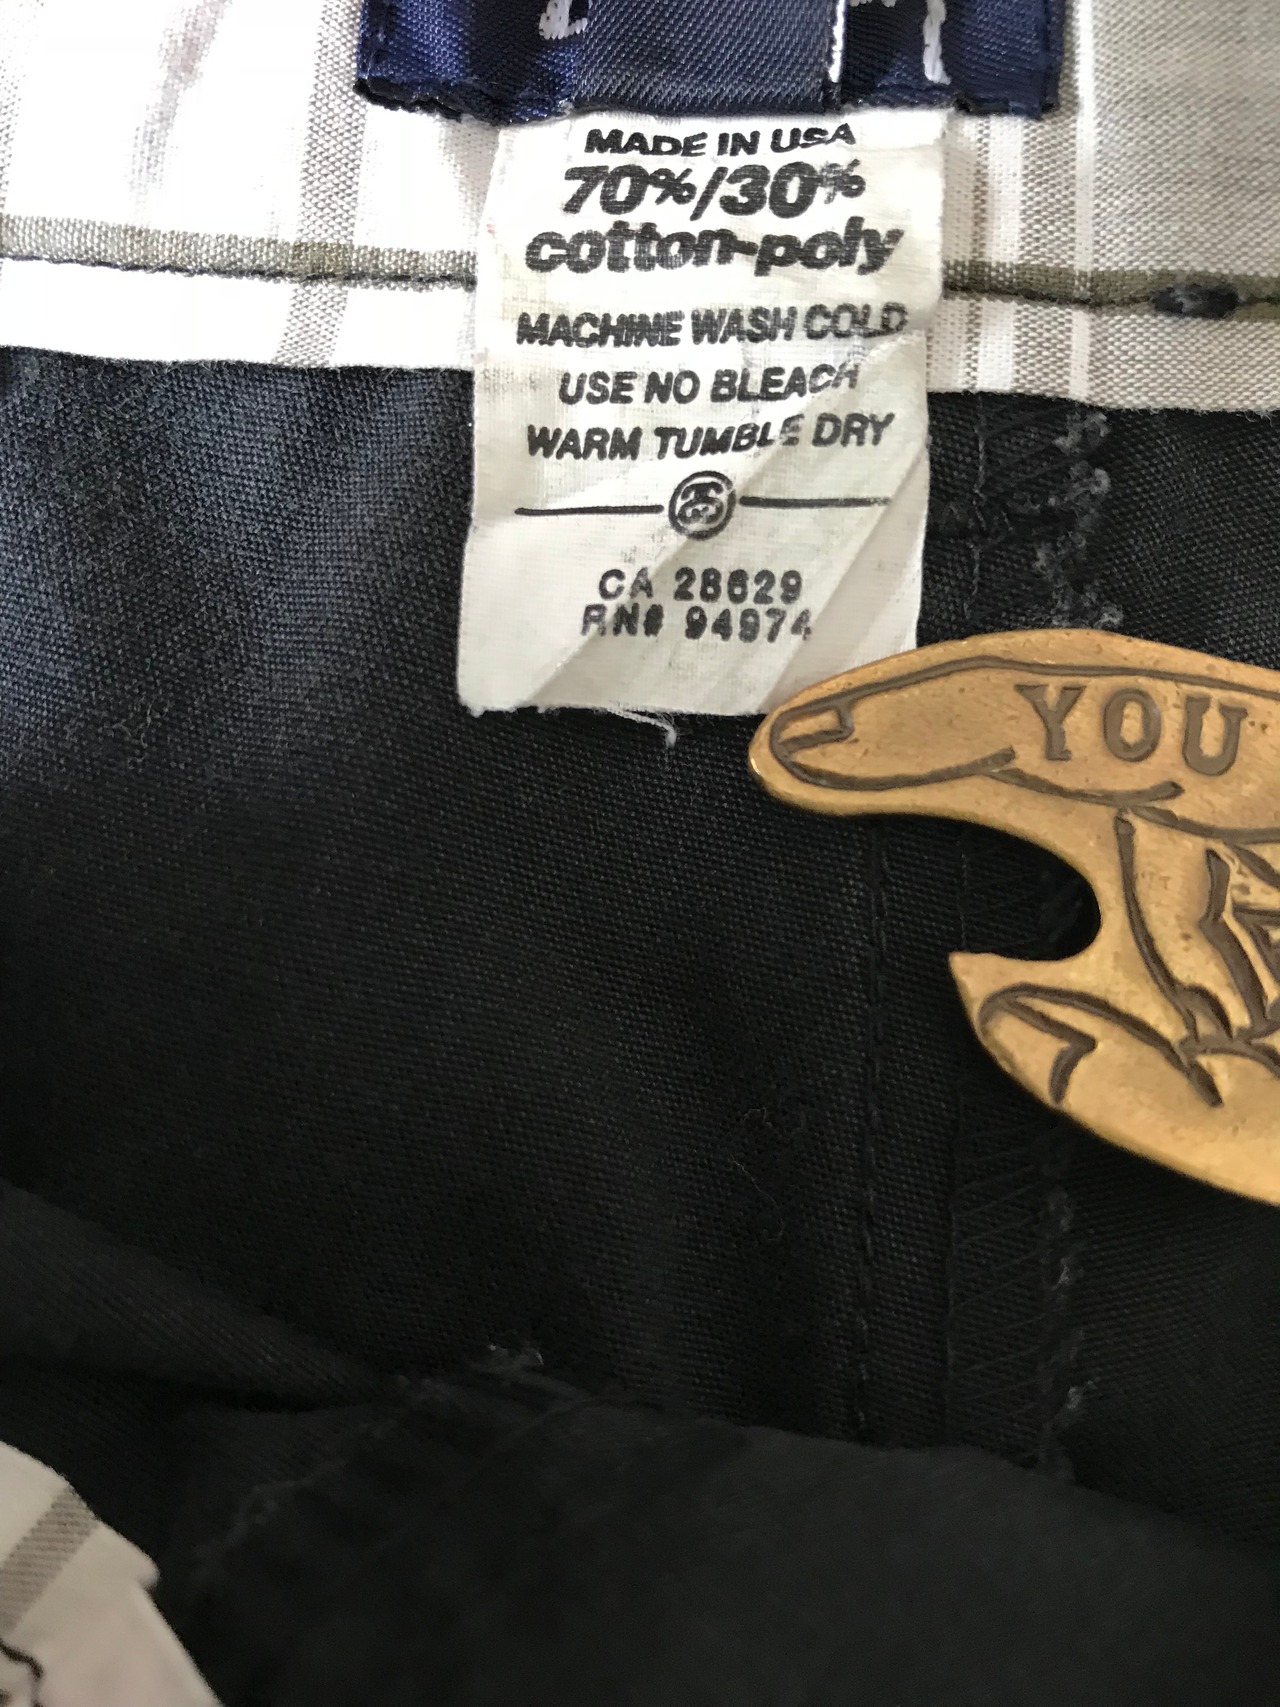 MADE IN USA
70%/30%
cotton-poly
MACHINE WASH COLD
USE NO BLEACH
WARM TUMBLE DRY
CA 28629
RN# 94974
YOU